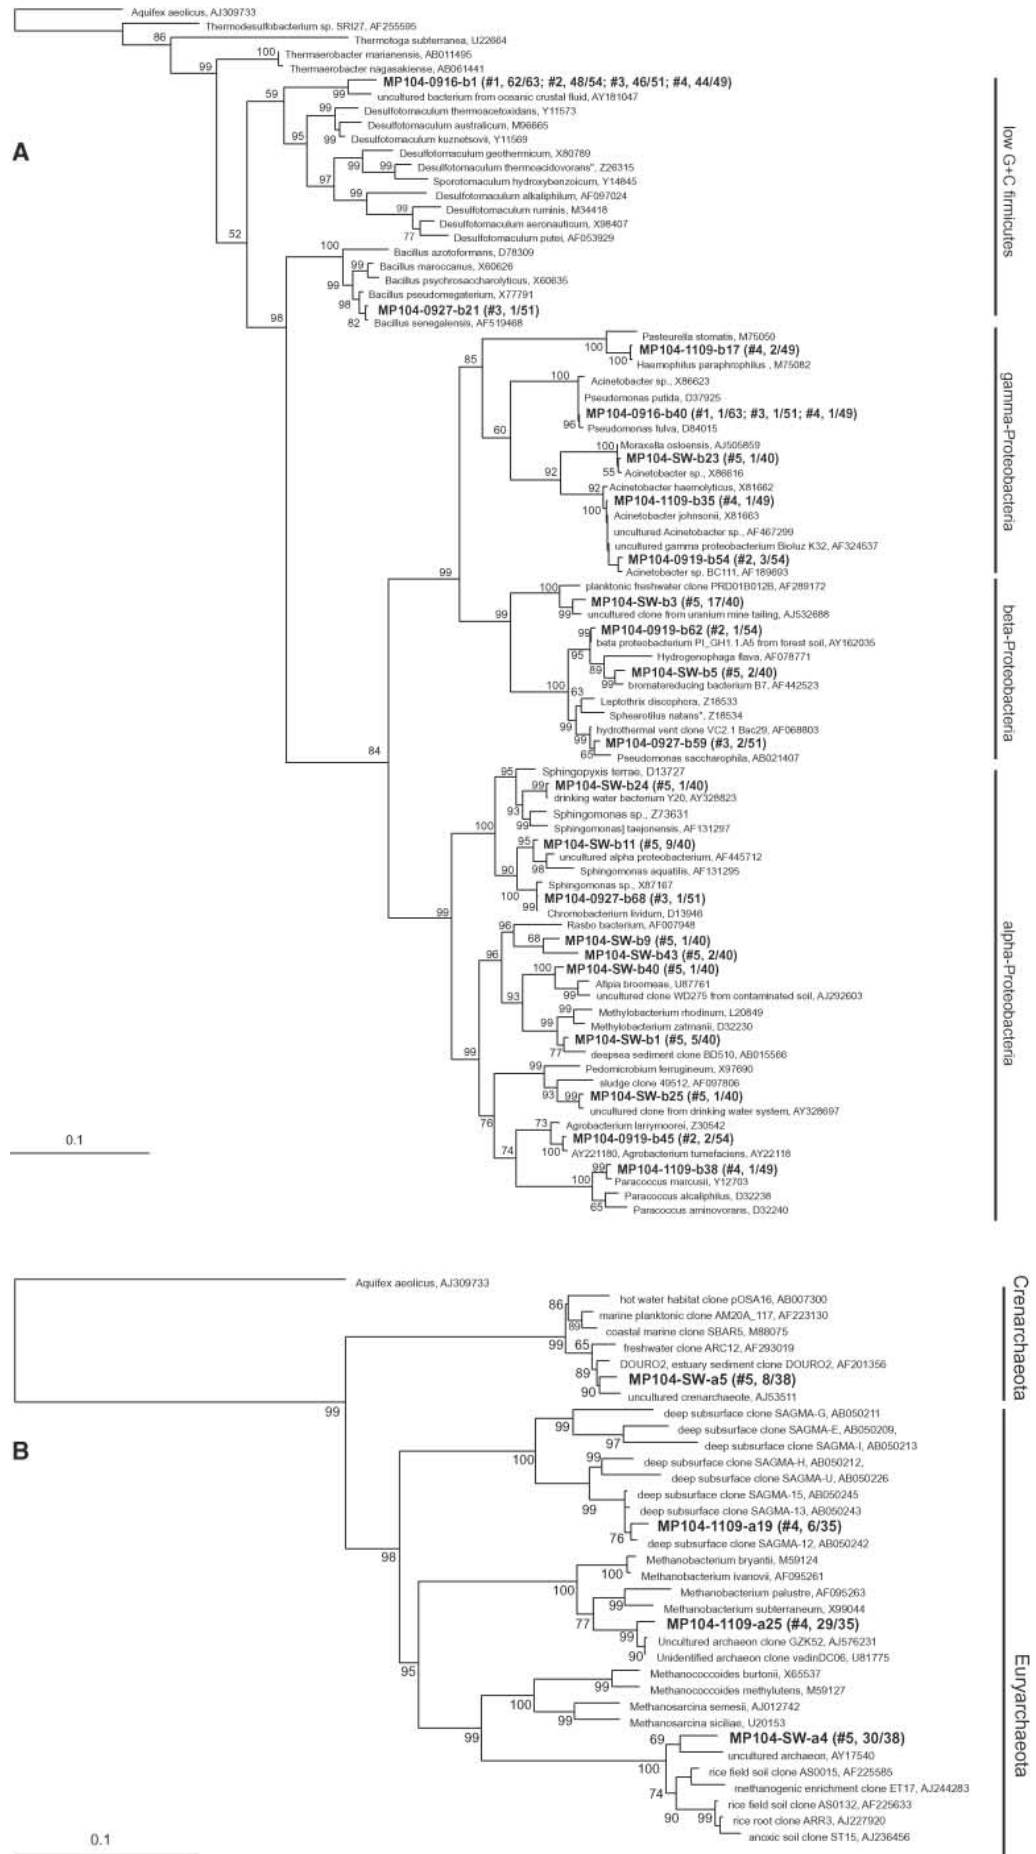 Aquifex aeolicus, AJ309733
Thermodesulfobacterium sp. SRI27, AF255595
86
Thermotoga subterranea, U22664
100
Thermaerobacter marianensis, AB011495
99
Thermaerobacter nagasakiense, AB061441
MP104-0916-b1 (#1, 62/63; #2, 48/54; #3, 46/51; #4, 44/49)
59
99
uncultured bacterium from oceanic crustal fluid, AY181047
99
Desulfotomaculum thermoacetoxidans, Y11573
Desulfotomaculum australicum, M96665
95
99
Desulfotomaculum kuznetsovii, Y11569
A
Desulfotomaculum geothermicum, X80789
99
99
Desulfotomaculum thermoacidovorans", Z26315
97
Sporotomaculum hydroxybenzoicum, Y14845
99
Desulfotomaculum alkaliphilum, AF097024
99
Desulfotomaculum ruminis, M34418
Desulfotomaculum aeronauticum, X98407
52
77
Desulfotomaculum putei, AF053929
low G+C firmicutes
100
Bacillus azotoformans, D78309
99
Bacillus maroccanus, X60626
99
Bacillus psychrosaccharolyticus, X60635
98
Bacillus pseudomegaterium, X77791
MP104-0927-b21 (#3, 1/51)
98
82
Bacillus senegalensis, AF519468
Pasteurella stomatis, M75050
100
MP104-1109-b17 (#4, 2/49)
85
100
Haemophilus paraphrophilus , M75082
100
Acinetobacter sp., X86623
Pseudomonas putida, D37925
MP104-0916-b40 (#1, 1/63; #3, 1/51; #4, 1/49)
60
96
Pseudomonas fulva, D84015
100
Moraxella osloensis, AJ505859
MP104-SW-b23 (#5, 1/40)
92
55
Acinetobacter sp., X86616
92
Acinetobacter haemolyticus, X81662
MP104-1109-b35 (#4, 1/49)
100
Acinetobacter johnsonii, X81663
uncultured Acinetobacter sp., AF467299
uncultured gamma proteobacterium Bioluz K32, AF324537
MP104-0919-b54 (#2, 3/54)
99
Acinetobacter sp. BC111, AF189693
gamma-Proteobacteria
100
planktonic freshwater clone PRD01B012B, AF289172
MP104-SW-b3 (#5, 17/40)
99
99
uncultured clone from uranium mine tailing, AJ532688
99
MP104-0919-b62 (#2, 1/54)
beta proteobacterium PI_GH1.1.A5 from forest soil, AY162035
95
Hydrogenophaga flava, AF078771
89
MP104-SW-b5 (#5, 2/40)
100
99
bromatereducing bacterium B7, AF442523
63
Leptothrix discophora, Z18533
Sphearotilus natans", Z18534
99
hydrothermal vent clone VC2.1 Bac29, AF068803
99
MP104-0927-b59 (#3, 2/51)
84
65
Pseudomonas saccharophila, AB021407
beta-Proteobacteria
95
Sphingopyxis terrae, D13727
99
MP104-SW-b24 (#5, 1/40)
drinking water bacterium Y20, AY328823
93
Sphingomonas sp., Z73631
100
99
Sphingomonas] taejonensis, AF131297
95
MP104-SW-b11 (#5, 9/40)
uncultured alpha proteobacterium, AF445712
90
98
Sphingomonas aquatilis, AF131295
Sphingomonas sp., X87167
100
MP104-0927-b68 (#3, 1/51)
99
99
Chromobacterium lividum, D13946
96
Rasbo bacterium, AF007948
68
MP104-SW-b9 (#5, 1/40)
96
MP104-SW-b43 (#5, 2/40)
100
MP104-SW-b40 (#5, 1/40)
Afipia broomeae, U87761
93
99
uncultured clone WD275 from contaminated soil, AJ292603
99
Methylobacterium rhodinum, L20849
99
Methylobacterium zatmanii, D32230
MP104-SW-b1 (#5, 5/40)
99
77
deepsea sediment clone BD510, AB015566
99
Pedomicrobium ferrugineum, X97690
sludge clone 49512, AF097806
93
99
MP104-SW-b25 (#5, 1/40)
uncultured clone from drinking water system, AY328697
76
73
Agrobacterium larrymoorei, Z30542
MP104-0919-b45 (#2, 2/54)
0.1
74
100
AY221180, Agrobacterium tumefaciens, AY22118
99
MP104-1109-b38 (#4, 1/49)
100
Paracoccus marcusii, Y12703
Paracoccus alcaliphilus, D32238
65
Paracoccus aminovorans, D32240
alpha-Proteobacteria
Aquifex aeolicus, AJ309733
86
hot water habitat clone pOSA16, AB007300
marine planktonic clone AM20A_117, AF223130
89
coastal marine clone SBAR5, M88075
99
65
freshwater clone ARC12, AF293019
DOURO2, estuary sediment clone DOURO2, AF201356
89
MP104-SW-a5 (#5, 8/38)
90
uncultured crenarchaeote, AJ53511
Crenarchaeota
99
deep subsurface clone SAGMA-G, AB050211
99
deep subsurface clone SAGMA-E, AB050209,
B
97
deep subsurface clone SAGMA-I, AB050213
100
99
deep subsurface clone SAGMA-H, AB050212,
deep subsurface clone SAGMA-U, AB050226
99
deep subsurface clone SAGMA-15, AB050245
deep subsurface clone SAGMA-13, AB050243
MP104-1109-a19 (#4, 6/35)
76
deep subsurface clone SAGMA-12, AB050242
98
Methanobacterium bryantii, M59124
100
Methanobacterium ivanovii, AF095261
100
Methanobacterium palustre, AF095263
99
Methanobacterium subterraneum, X99044
77
MP104-1109-a25 (#4, 29/35)
99
Uncultured archaeon clone GZK52, AJ576231
90
Unidentified archaeon clone vadinDC06, U81775
95
Methanococcoides burtonii, X65537
99
Methanococcoides methylutens, M59127
100
Methanosarcina semesii, AJ012742
99
Methanosarcina siciliae, U20153
99
MP104-SW-a4 (#5, 30/38)
69
uncultured archaeon, AY17540
100
rice field soil clone AS0015, AF225585
74
methanogenic enrichment clone ET17, AJ244283
rice field soil clone AS0132, AF225633
90
99
rice root clone ARR3, AJ227920
anoxic soil clone ST15, AJ236456
Euryarchaeota
0.1